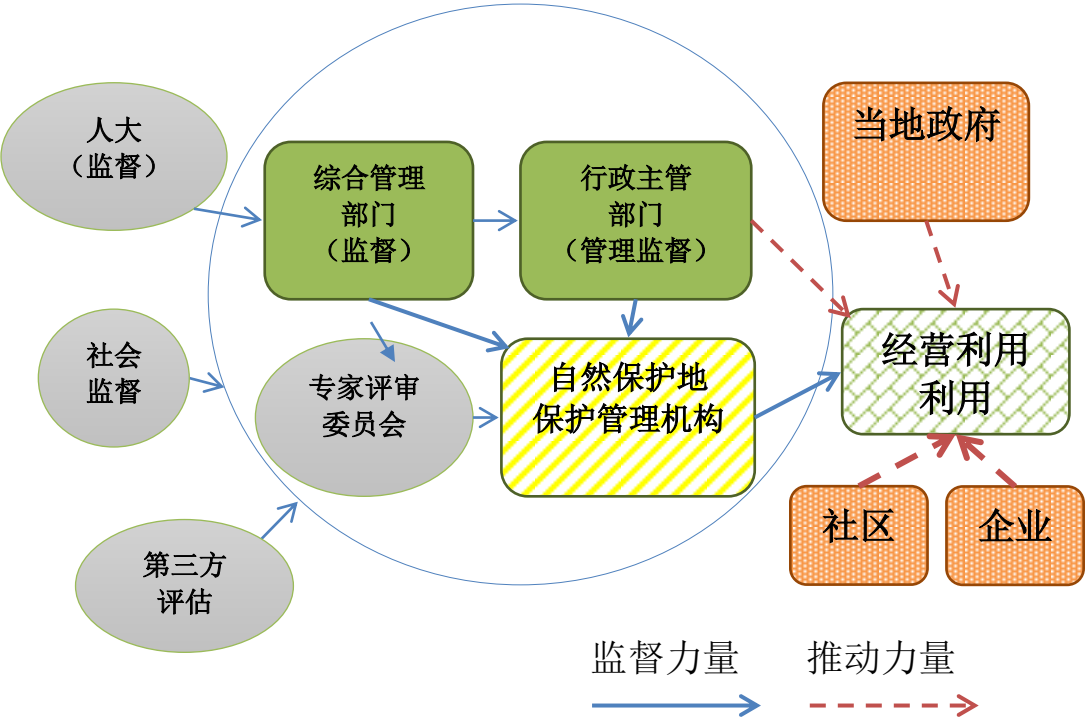 人大
（监督）
综合管理
部门
（监督）
行政主管
部门
（管理监督）
当地政府
社会
监督
专家评审
委员会
自然保护地
保护管理机构
经营利用
利用
第三方
评估
社区
企业
监督力量
推动力量